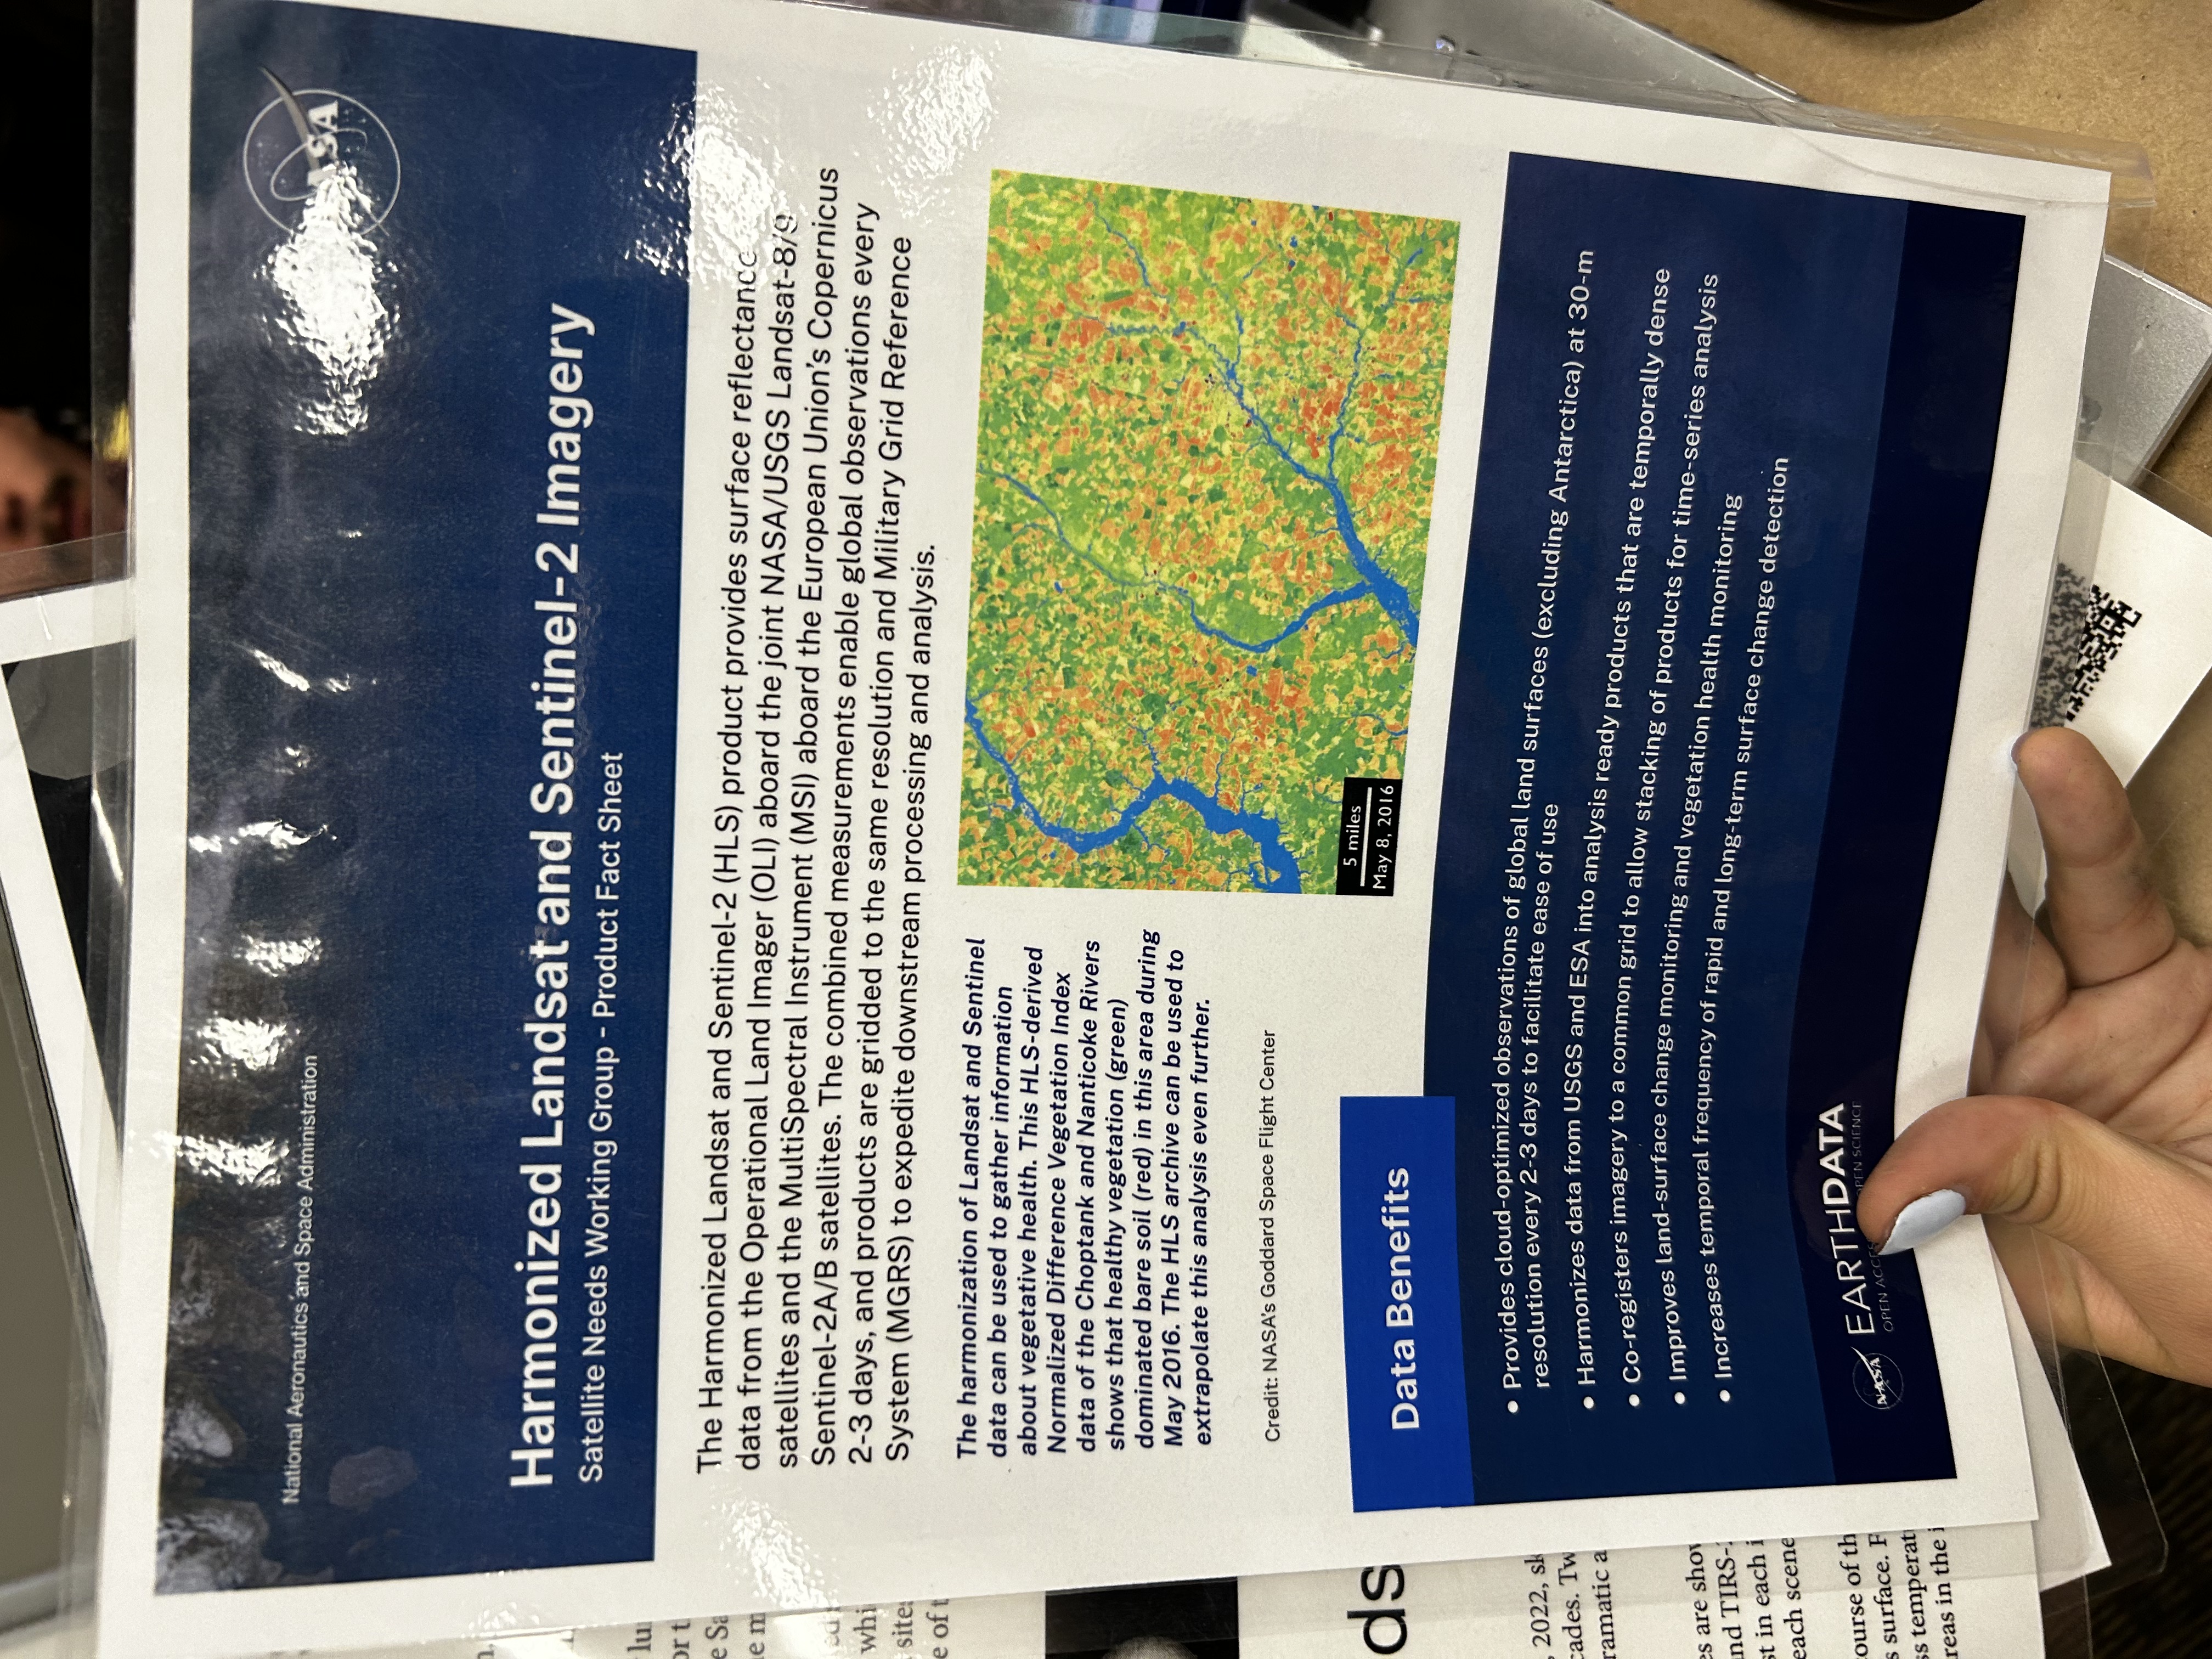 National Aeronautics and Space Administration
NASA
Harmonized Landsat and Sentinel-2 Imagery
Satellite Needs Working Group - Product Fact Sheet
The Harmonized Landsat and Sentinel-2 (HLS) product provides surface reflectance
data from the Operational Land Imager (OLI) aboard the joint NASA/USGS Landsat-8/9
satellites and the MultiSpectral Instrument (MSI) aboard the European Union's Copernicus
Sentinel-2A/B satellites. The combined measurements enable global observations every
2-3 days, and products are gridded to the same resolution and Military Grid Reference
System (MGRS) to expedite downstream processing and analysis.
The harmonization of Landsat and Sentinel
data can be used to gather information
about vegetative health. This HLS-derived
Normalized Difference Vegetation Index
data of the Choptank and Nanticoke Rivers
shows that healthy vegetation (green)
dominated bare soil (red) in this area during
May 2016. The HLS archive can be used to
extrapolate this analysis even further.
Credit: NASA's Goddard Space Flight Center
5 miles
May 8, 2016
Data Benefits
• Provides cloud-optimized observations of global land surfaces (excluding Antarctica) at 30-m
resolution every 2-3 days to facilitate ease of use
• Harmonizes data from USGS and ESA into analysis ready products that are temporally dense
• Co-registers imagery to a common grid to allow stacking of products for time-series analysis
• Improves land-surface change monitoring and vegetation health monitoring
• Increases temporal frequency of rapid and long-term surface change detection
NASA
EARTHDATA
OPEN SCIENCE
ds
, 2022,
each scene
course of
surface.
in the